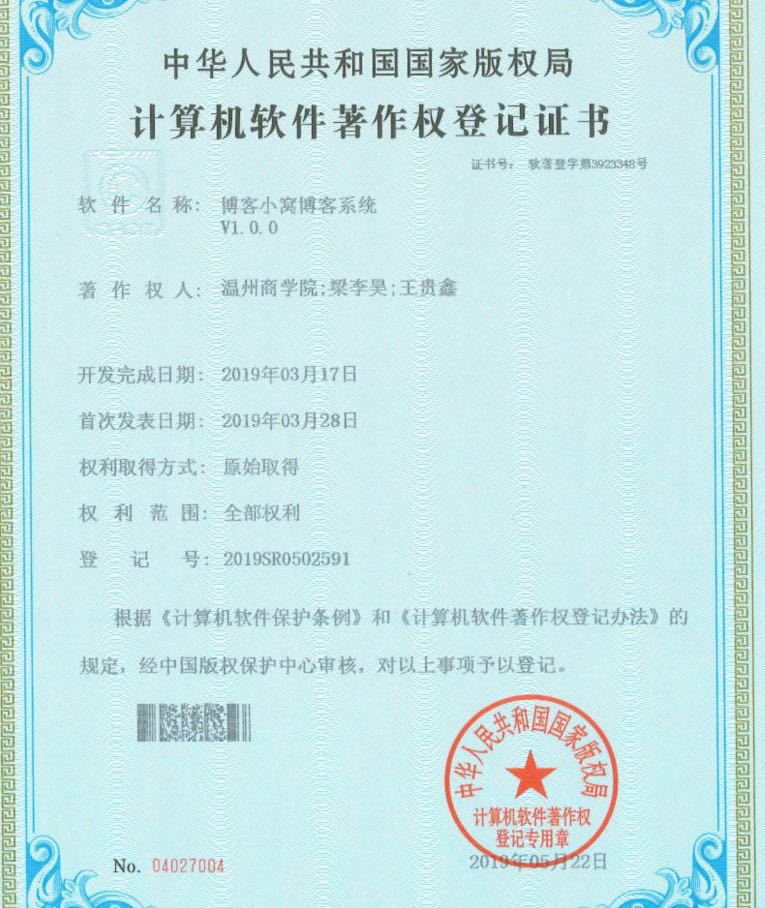 中华人民共和国国家版权局
计算机软件著作权登记证书
证书号： 软著登字第3923348号
软件名称： 博客小窝博客系统
V1.0.0
著作权人： 温州商学院;梁李昊;王贵鑫
开发完成日期： 2019年03月17日
首次发表日期： 2019年03月28日
权利取得方式： 原始取得
权利范围： 全部权利
登记号： 2019SR0502591
根据《计算机软件保护条例》和《计算机软件著作权登记办法》的
规定，经中国版权保护中心审核，对以上事项予以登记。
中华人民共和国国家版权局
计算机软件著作权
登记专用章
No. 04027004
2019年05月22日